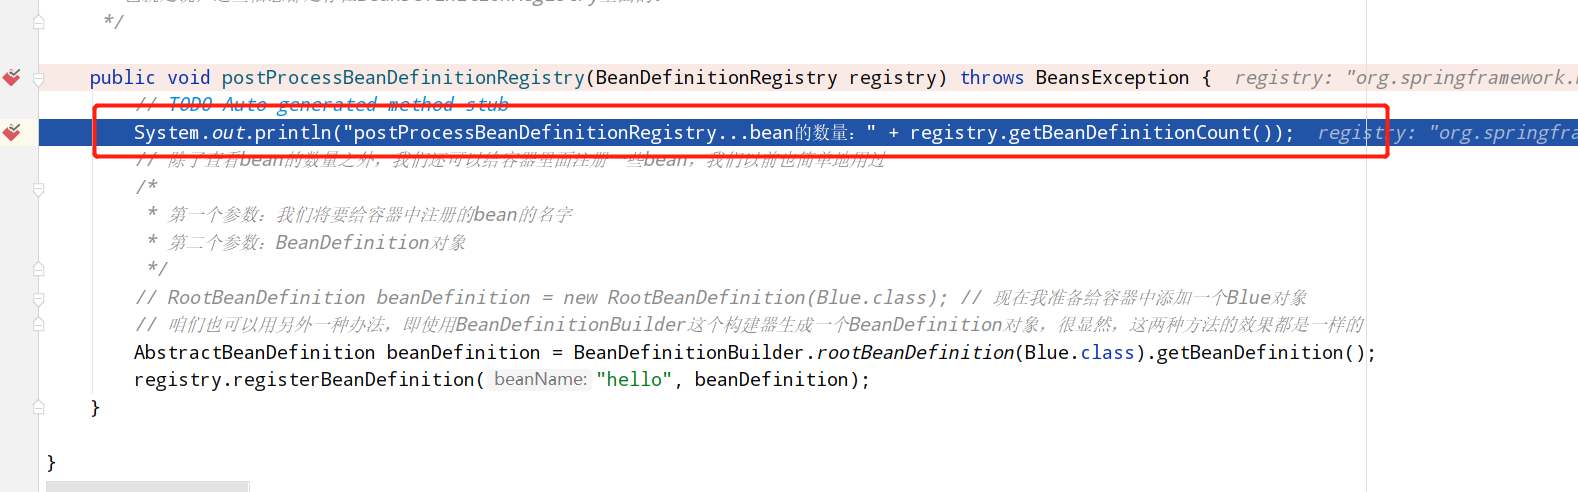 */
public void postProcessBeanDefinitionRegistry(BeanDefinitionRegistry registry) throws BeansException {  registry: "org.springframework.
// TODO Auto-generated method stub
System.out.println("postProcessBeanDefinitionRegistry...bean的数量：" + registry.getBeanDefinitionCount());  registry: "org.springfra
// 除了查看bean的数量之外，我们还可以给容器里面注册一些bean，我们以前也简单地用过
/*
* 第一个参数：我们将要给容器中注册的bean的名字
* 第二个参数：BeanDefinition对象
*/
// RootBeanDefinition beanDefinition = new RootBeanDefinition(Blue.class); // 现在我准备给容器中添加一个Blue对象
// 咱们也可以用另外一种办法，即使用BeanDefinitionBuilder这个构建器生成一个BeanDefinition对象，很显然，这两种方法的效果都是一样的
AbstractBeanDefinition beanDefinition = BeanDefinitionBuilder.rootBeanDefinition(Blue.class).getBeanDefinition();
registry.registerBeanDefinition( beanName: "hello", beanDefinition);
}
}